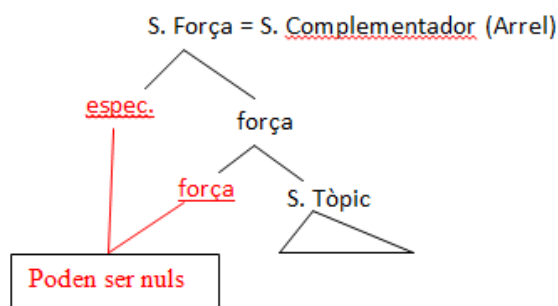 S. Força = S. Complementador (Arrel)
espec.
força
força
S. Tòpic
Poden ser nuls